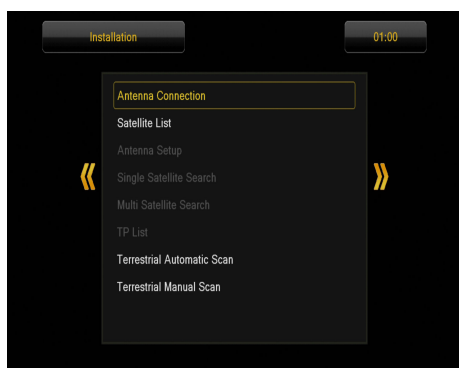 Installation
01:00
Antenna Connection
Satellite List
Antenna Setup
Single Satellite Search
Multi Satellite Search
TP List
Terrestrial Automatic Scan
Terrestrial Manual Scan